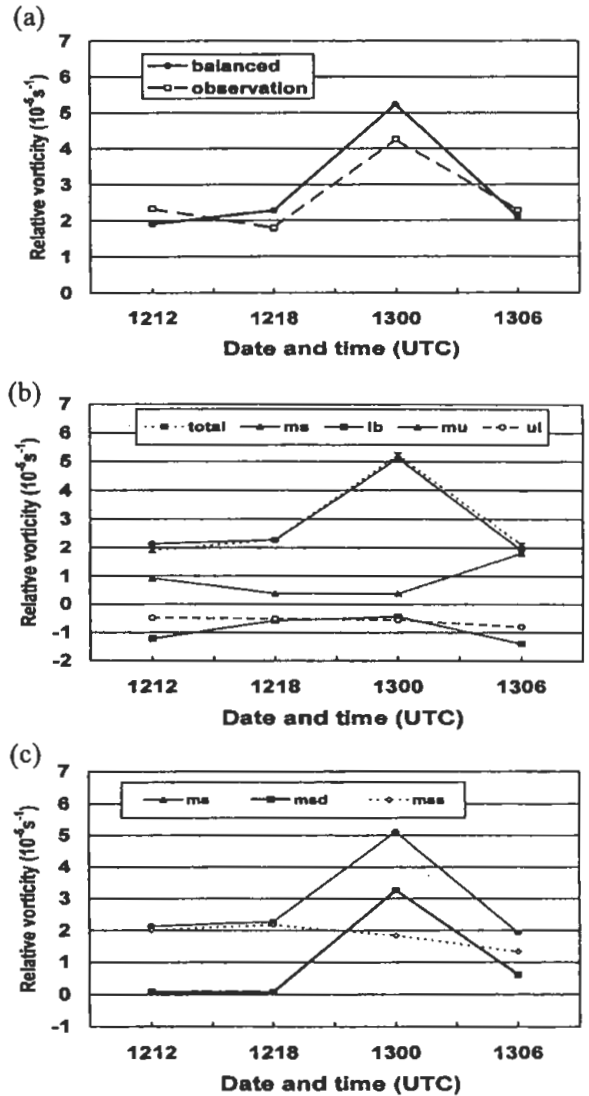 (a)
Relative vorticity (10⁻⁵s⁻¹)
7
6
5
4
3
2
1
0
balanced
observation
1212 1218 1300 1306
Date and time (UTC)
(b)
Relative vorticity (10⁻⁵s⁻¹)
7
6
5
4
3
2
1
0
-1
-2
total ms lb mu ul
1212 1218 1300 1306
Date and time (UTC)
(c)
Relative vorticity (10⁻⁵s⁻¹)
7
6
5
4
3
2
1
0
-1
ms msd mss
1212 1218 1300 1306
Date and time (UTC)